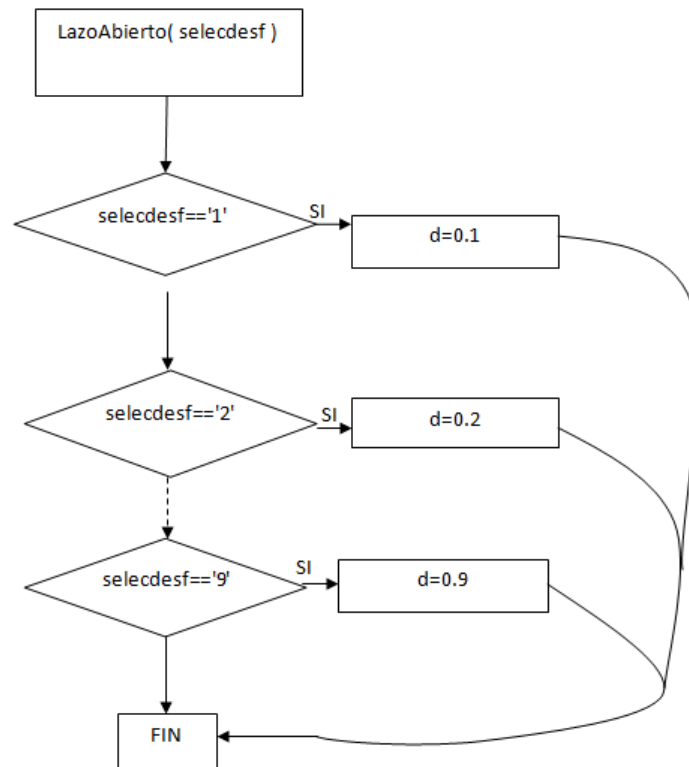 LazoAbierto( selecdesf )
selecdesf=='1'
SI
d=0.1
selecdesf=='2'
SI
d=0.2
selecdesf=='9'
SI
d=0.9
FIN